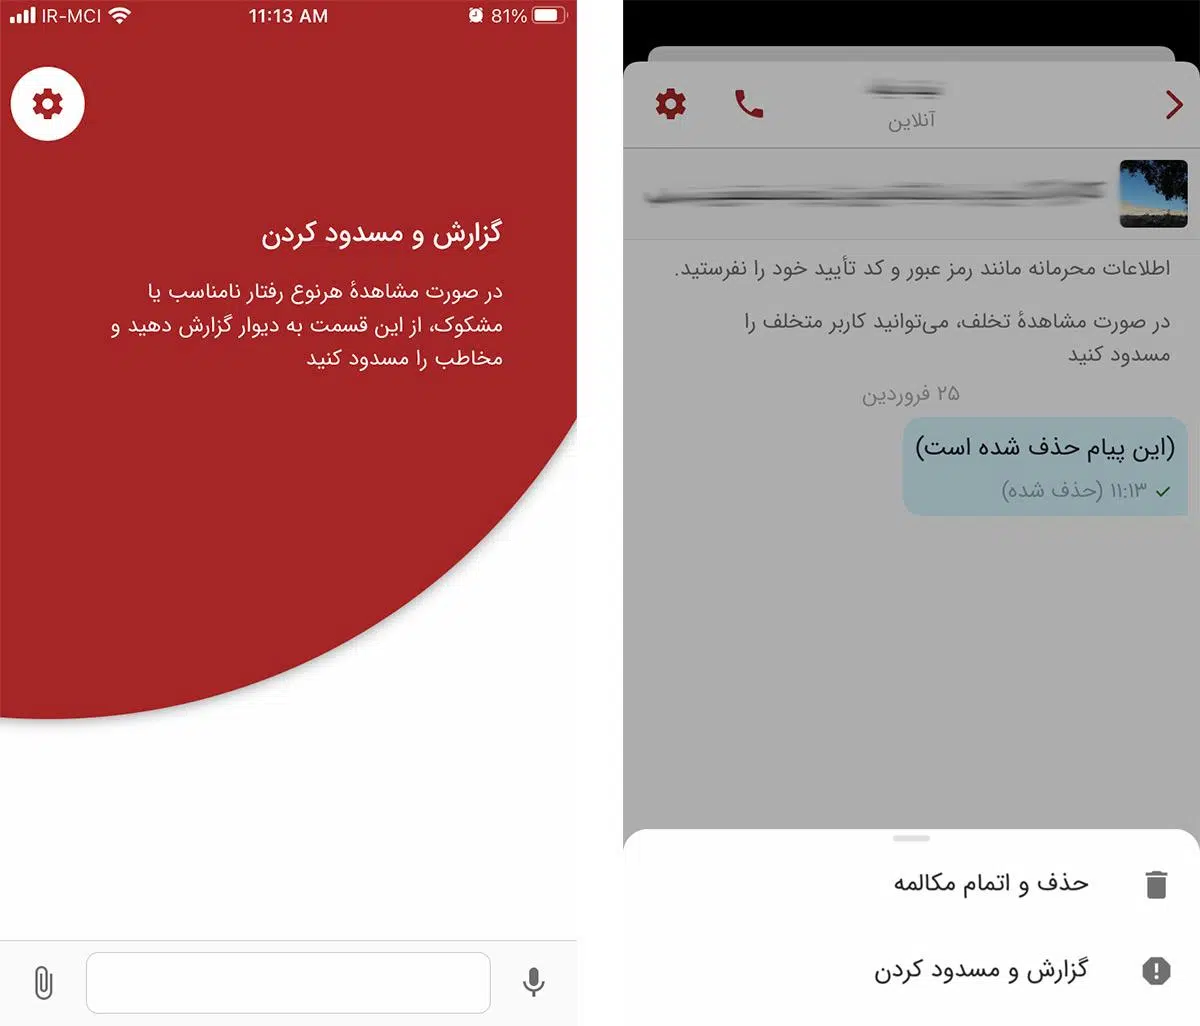 IR-MCI 11:13 AM 81%
گزارش و مسدود کردن
در صورت مشاهدهٔ هرنوع رفتار نامناسب یا
مشکوک، از این قسمت به دیوار گزارش دهید و
مخاطب را مسدود کنید
آنلاین
اطلاعات محرمانه مانند رمز عبور و کد تأیید خود را نفرستید.
در صورت مشاهدهٔ تخلف، می‌توانید کاربر متخلف را
مسدود کنید
۲۵ فروردین
(این پیام حذف شده است)
۱۱:۱۳ (حذف شده)
حذف و اتمام مکالمه
گزارش و مسدود کردن